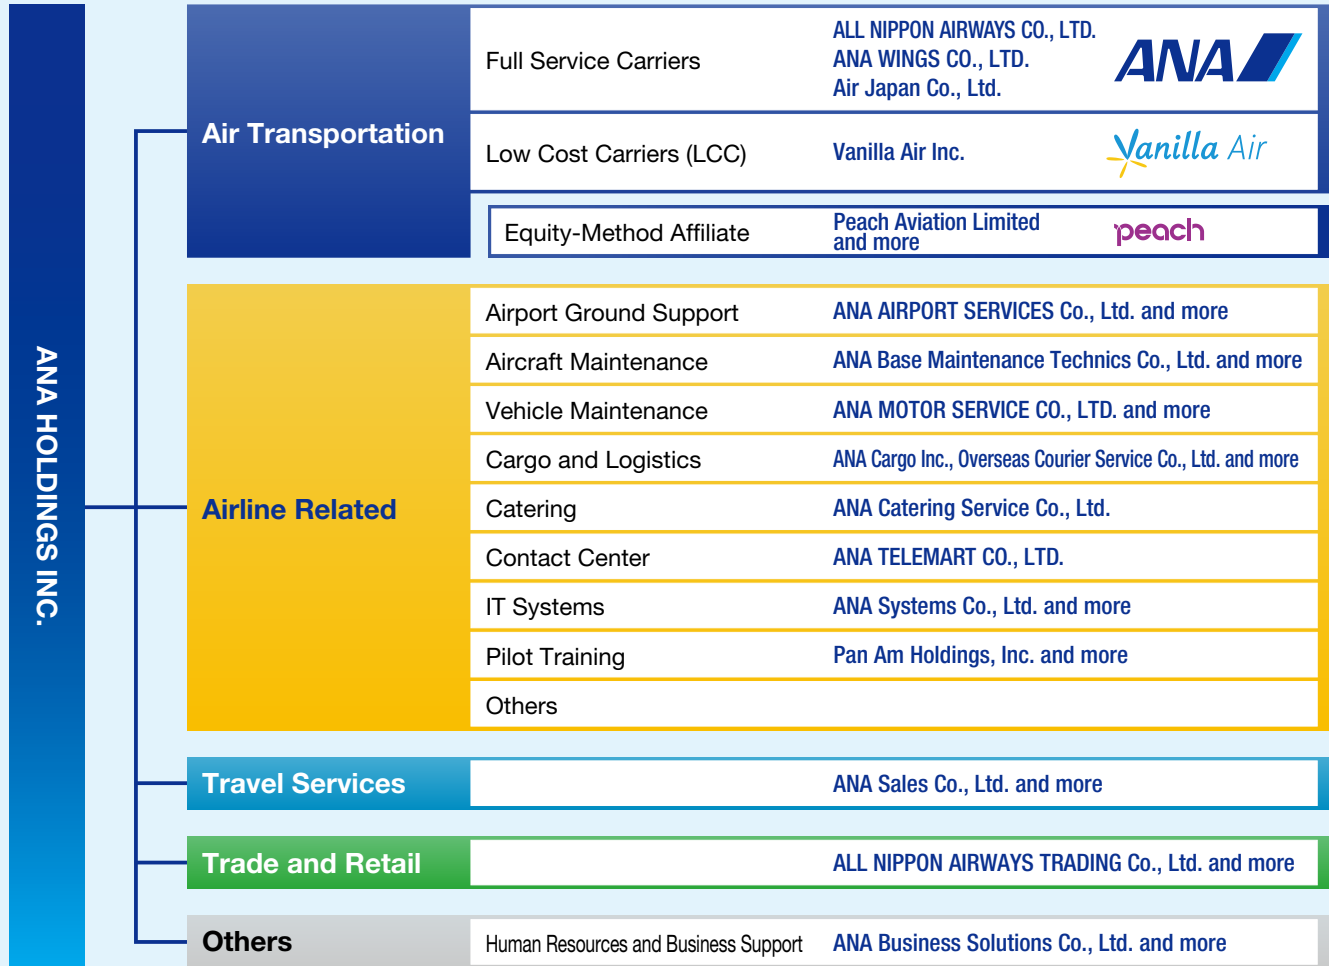 ANA HOLDINGS INC.
Air Transportation
Full Service Carriers
ALL NIPPON AIRWAYS CO., LTD.
ANA WINGS CO., LTD.
Air Japan Co., Ltd.
ANA
Low Cost Carriers (LCC)
Vanilla Air Inc.
Vanilla Air
Equity-Method Affiliate
Peach Aviation Limited
and more
peach
Airline Related
Airport Ground Support
ANA AIRPORT SERVICES Co., Ltd. and more
Aircraft Maintenance
ANA Base Maintenance Technics Co., Ltd. and more
Vehicle Maintenance
ANA MOTOR SERVICE CO., LTD. and more
Cargo and Logistics
ANA Cargo Inc., Overseas Courier Service Co., Ltd. and more
Catering
ANA Catering Service Co., Ltd.
Contact Center
ANA TELEMART CO., LTD.
IT Systems
ANA Systems Co., Ltd. and more
Pilot Training
Pan Am Holdings, Inc. and more
Others
Travel Services
ANA Sales Co., Ltd. and more
Trade and Retail
ALL NIPPON AIRWAYS TRADING Co., Ltd. and more
Others
Human Resources and Business Support
ANA Business Solutions Co., Ltd. and more